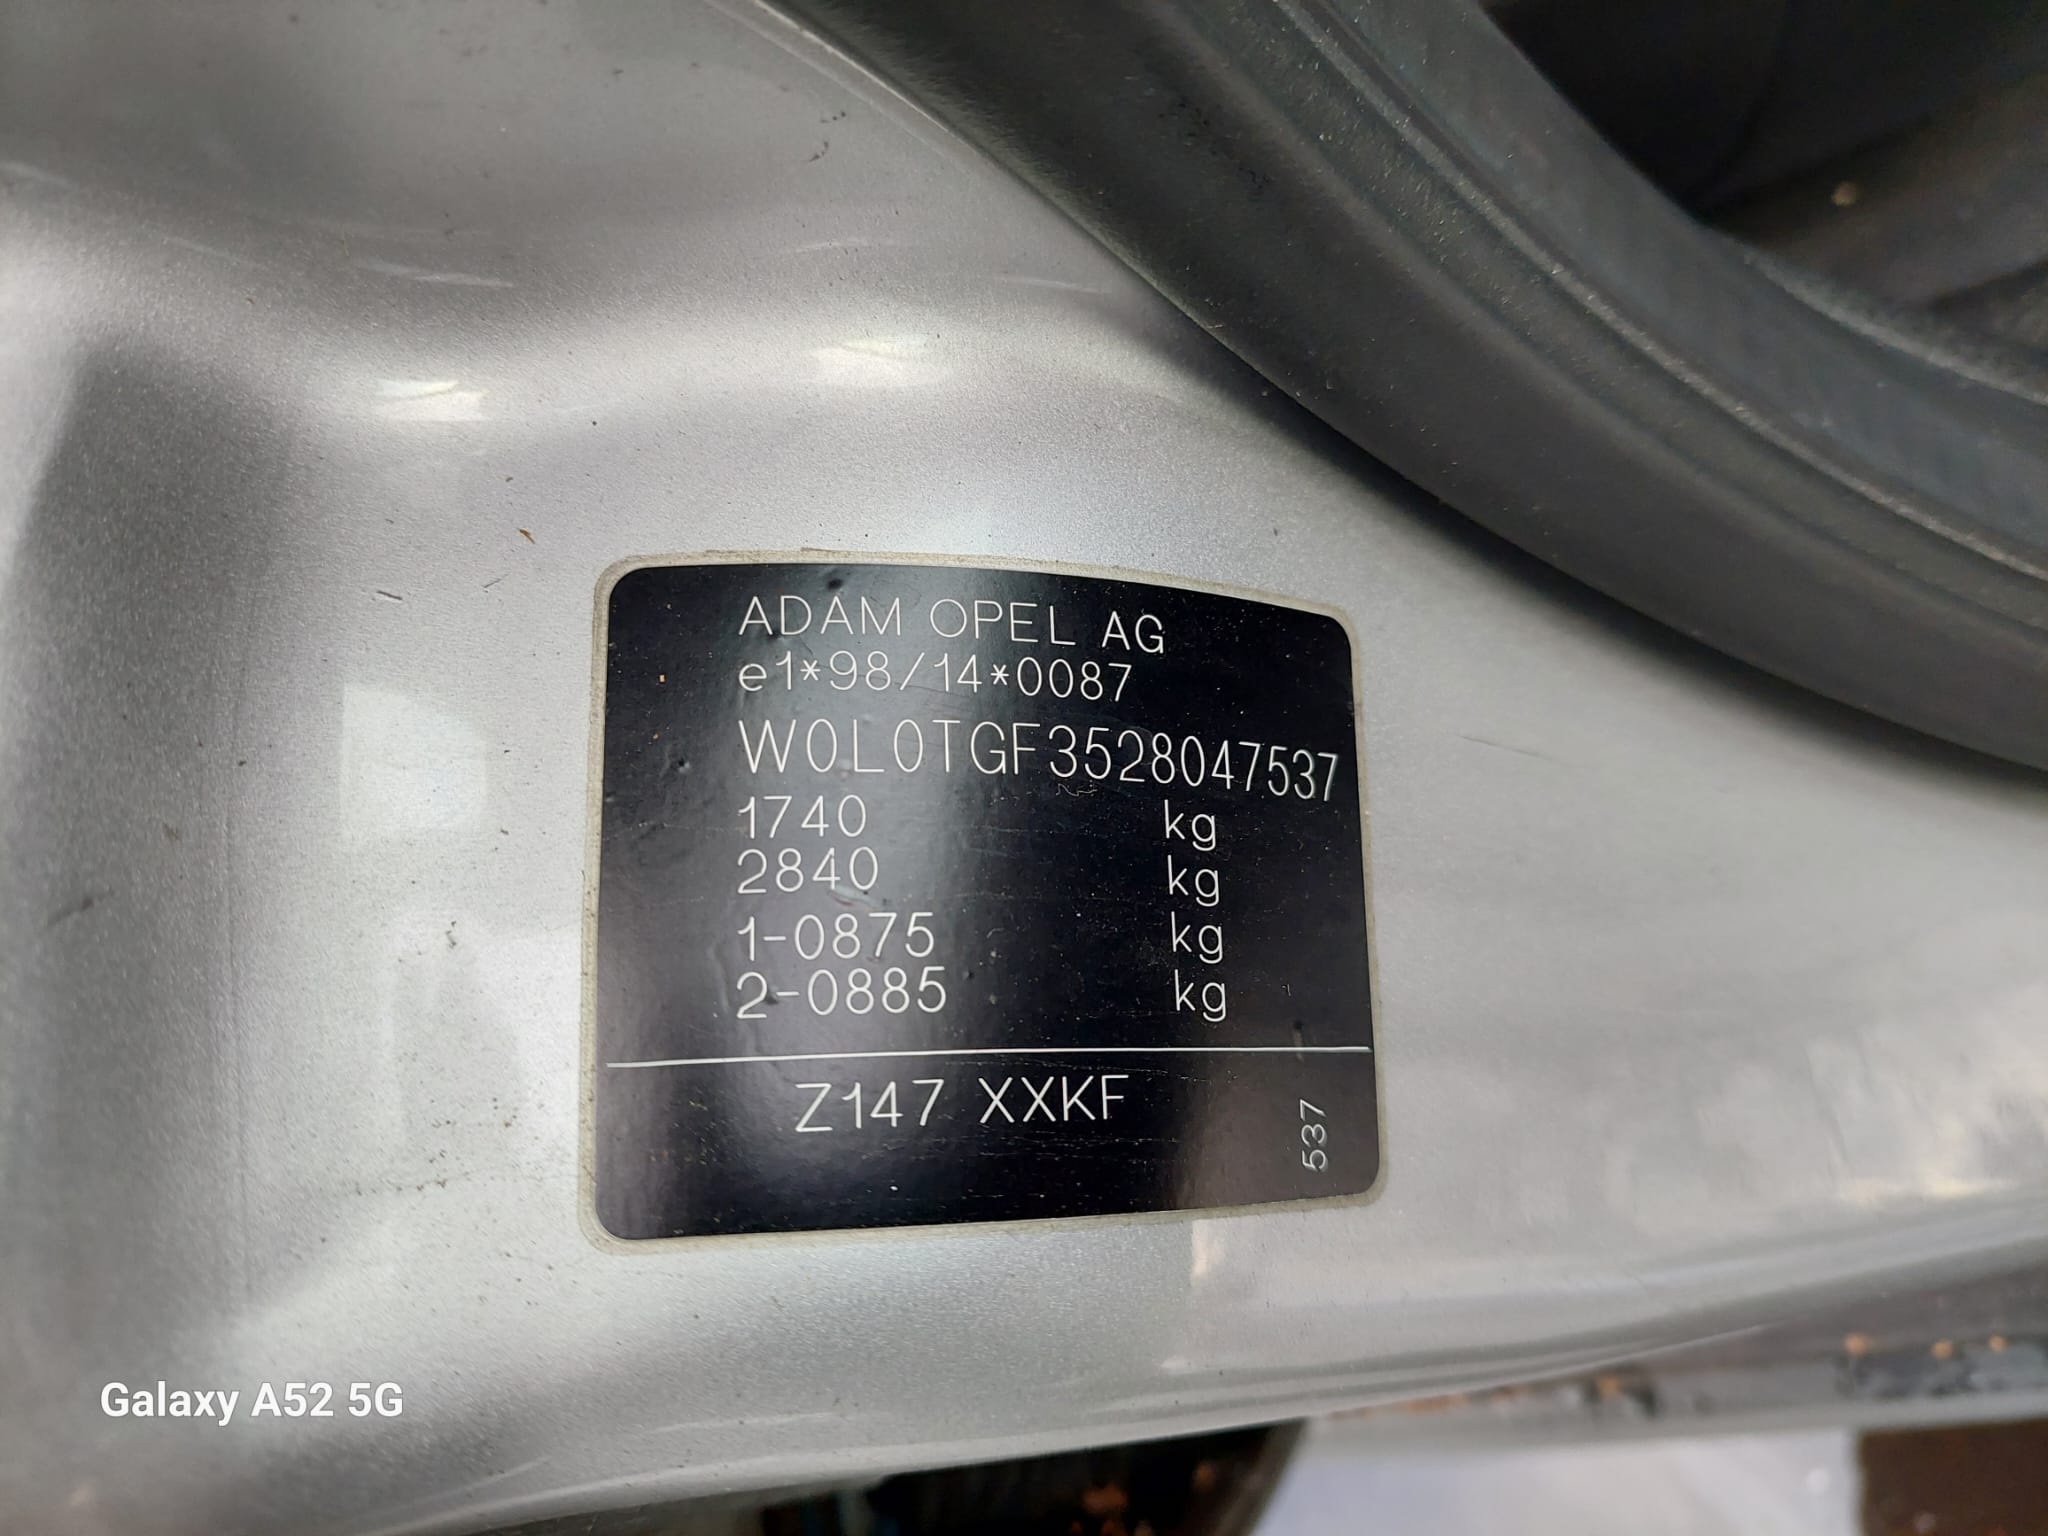 ADAM OPEL AG
e1*98/14*0087
W0L0TGF3528047537
1740 kg
2840 kg
1-0875 kg
2-0885 kg
Z147 XXKF
537
Galaxy A52 5G